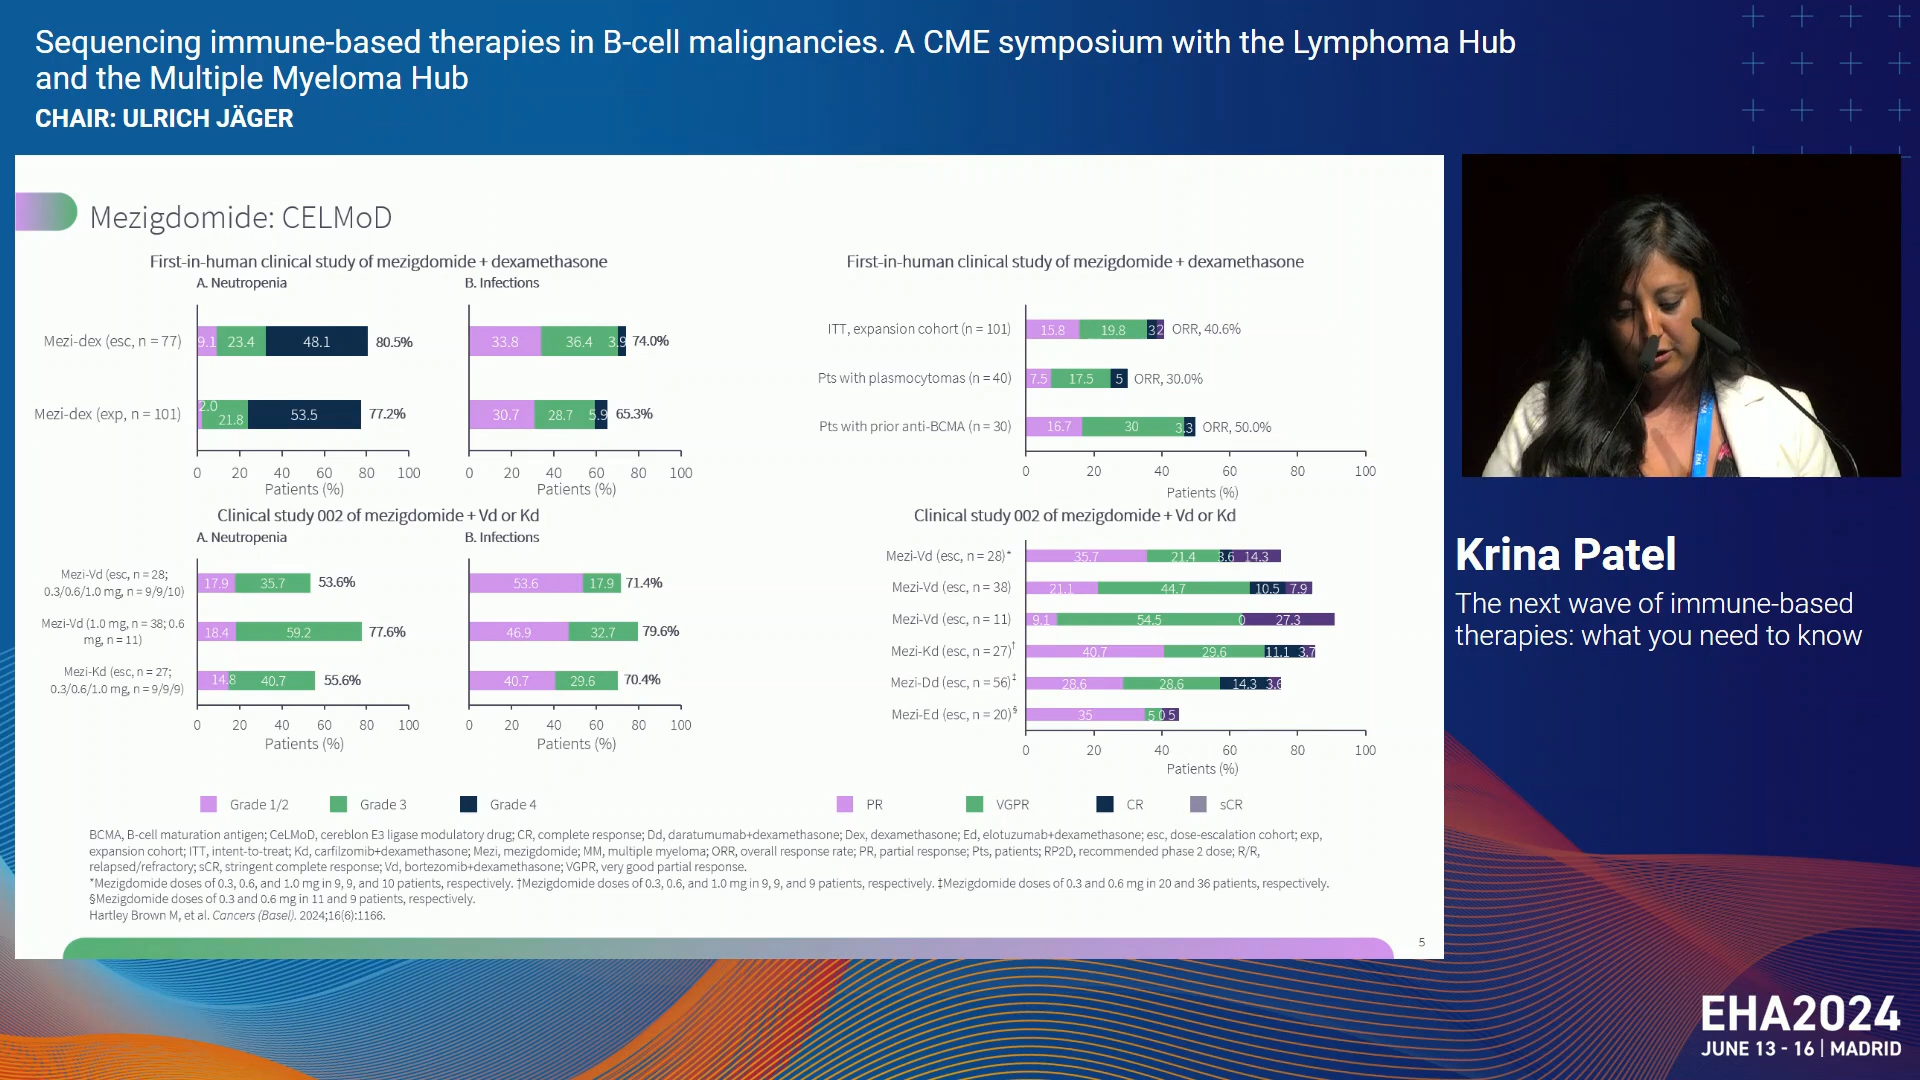 Sequencing immune-based therapies in B-cell malignancies. A CME symposium with the Lymphoma Hub
and the Multiple Myeloma Hub
CHAIR: ULRICH JÄGER
Mezigdomide: CELMoD
First-in-human clinical study of mezigdomide + dexamethasone
A. Neutropenia
B. Infections
Mezi-dex (esc, n = 77)
9.1 23.4 48.1 80.5%
33.8 36.4 3.9 74.0%
Mezi-dex (exp, n = 101)
2.0 21.8 53.5 77.2%
30.7 28.7 5.9 65.3%
0 20 40 60 80 100
Patients (%)
0 20 40 60 80 100
Patients (%)
First-in-human clinical study of mezigdomide + dexamethasone
ITT, expansion cohort (n = 101) 15.8 19.8 3 2 ORR, 40.6%
Pts with plasmocytomas (n = 40) 7.5 17.5 5 ORR, 30.0%
Pts with prior anti-BCMA (n = 30) 16.7 30 3.3 ORR, 50.0%
0 20 40 60 80 100
Patients (%)
Clinical study 002 of mezigdomide + Vd or Kd
A. Neutropenia
B. Infections
Mezi-Vd (esc, n = 28;
0.3/0.6/1.0 mg, n = 9/9/10)
17.9 35.7 53.6%
53.6 17.9 71.4%
Mezi-Vd (1.0 mg, n = 38; 0.6
mg, n = 11)
18.4 59.2 77.6%
46.9 32.7 79.6%
Mezi-Kd (esc, n = 27;
0.3/0.6/1.0 mg, n = 9/9/9)
14.8 40.7 55.6%
40.7 29.6 70.4%
0 20 40 60 80 100
Patients (%)
0 20 40 60 80 100
Patients (%)
Grade 1/2 Grade 3 Grade 4
Clinical study 002 of mezigdomide + Vd or Kd
Mezi-Vd (esc, n = 28)* 35.7 21.4 3.6 14.3
Mezi-Vd (esc, n = 38) 21.1 44.7 10.5 7.9
Mezi-Vd (esc, n = 11) 9.1 54.5 0 27.3
Mezi-Kd (esc, n = 27)† 40.7 29.6 11.1 3.7
Mezi-Dd (esc, n = 56)‡ 28.6 28.6 14.3 3.6
Mezi-Ed (esc, n = 20)§ 35 5 0 5
0 20 40 60 80 100
Patients (%)
PR VGPR CR sCR
BCMA, B-cell maturation antigen; CeLMoD, cereblon E3 ligase modulatory drug; CR, complete response; Dd, daratumumab+dexamethasone; Dex, dexamethasone; Ed, elotuzumab+dexamethasone; esc, dose-escalation cohort; exp,
expansion cohort; ITT, intent-to-treat; Kd, carfilzomib+dexamethasone; Mezi, mezigdomide; MM, multiple myeloma; ORR, overall response rate; PR, partial response; Pts, patients; RP2D, recommended phase 2 dose; R/R,
relapsed/refractory; sCR, stringent complete response; Vd, bortezomib+dexamethasone; VGPR, very good partial response.
*Mezigdomide doses of 0.3, 0.6, and 1.0 mg in 9, 9, and 10 patients, respectively. †Mezigdomide doses of 0.3, 0.6, and 1.0 mg in 9, 9, and 9 patients, respectively. ‡Mezigdomide doses of 0.3 and 0.6 mg in 20 and 36 patients, respectively.
§Mezigdomide doses of 0.3 and 0.6 mg in 11 and 9 patients, respectively.
Hartley Brown M, et al. Cancers (Basel). 2024;16(6):1166.
5
Krina Patel
The next wave of immune-based
therapies: what you need to know
EHA2024
JUNE 13 - 16 | MADRID